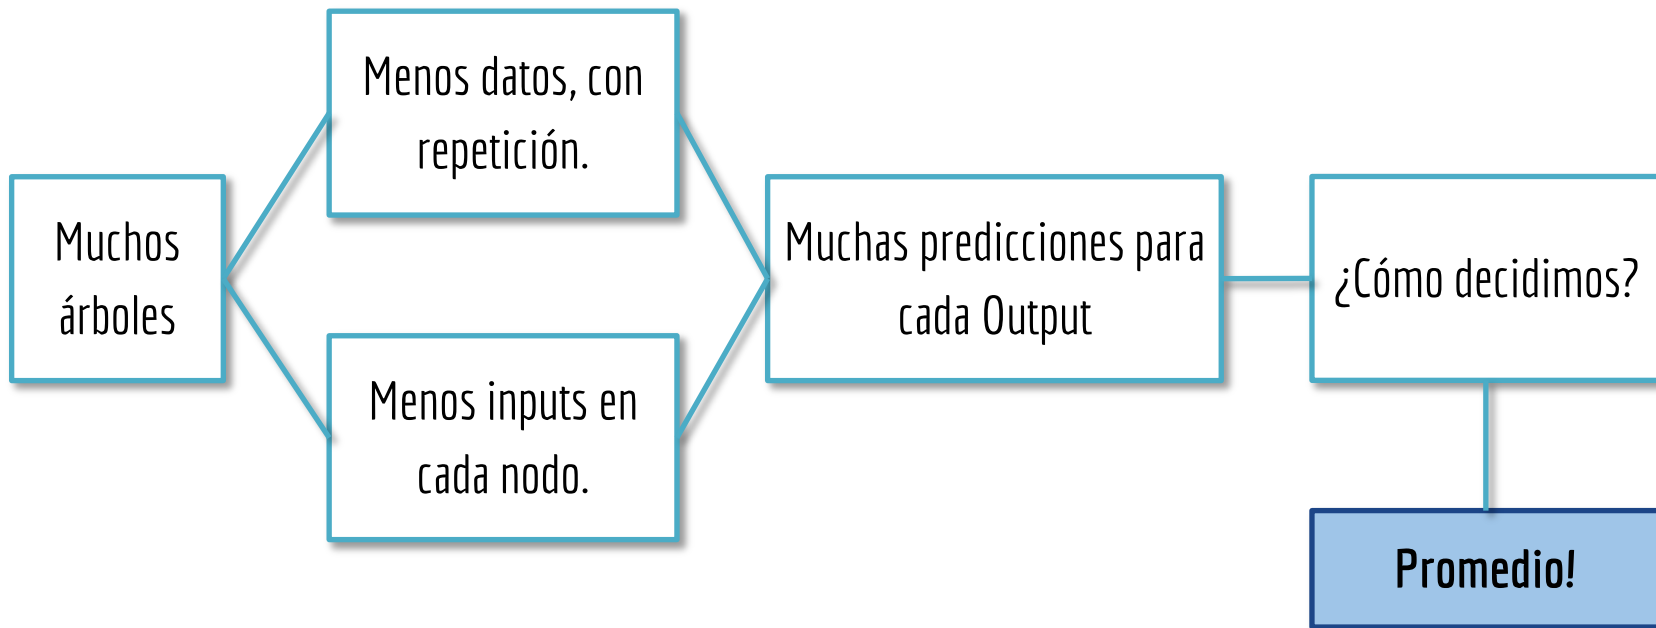 Muchos
árboles
Menos datos, con
repetición.
Menos inputs en
cada nodo.
Muchas predicciones para
cada Output
¿Cómo decidimos?
Promedio!